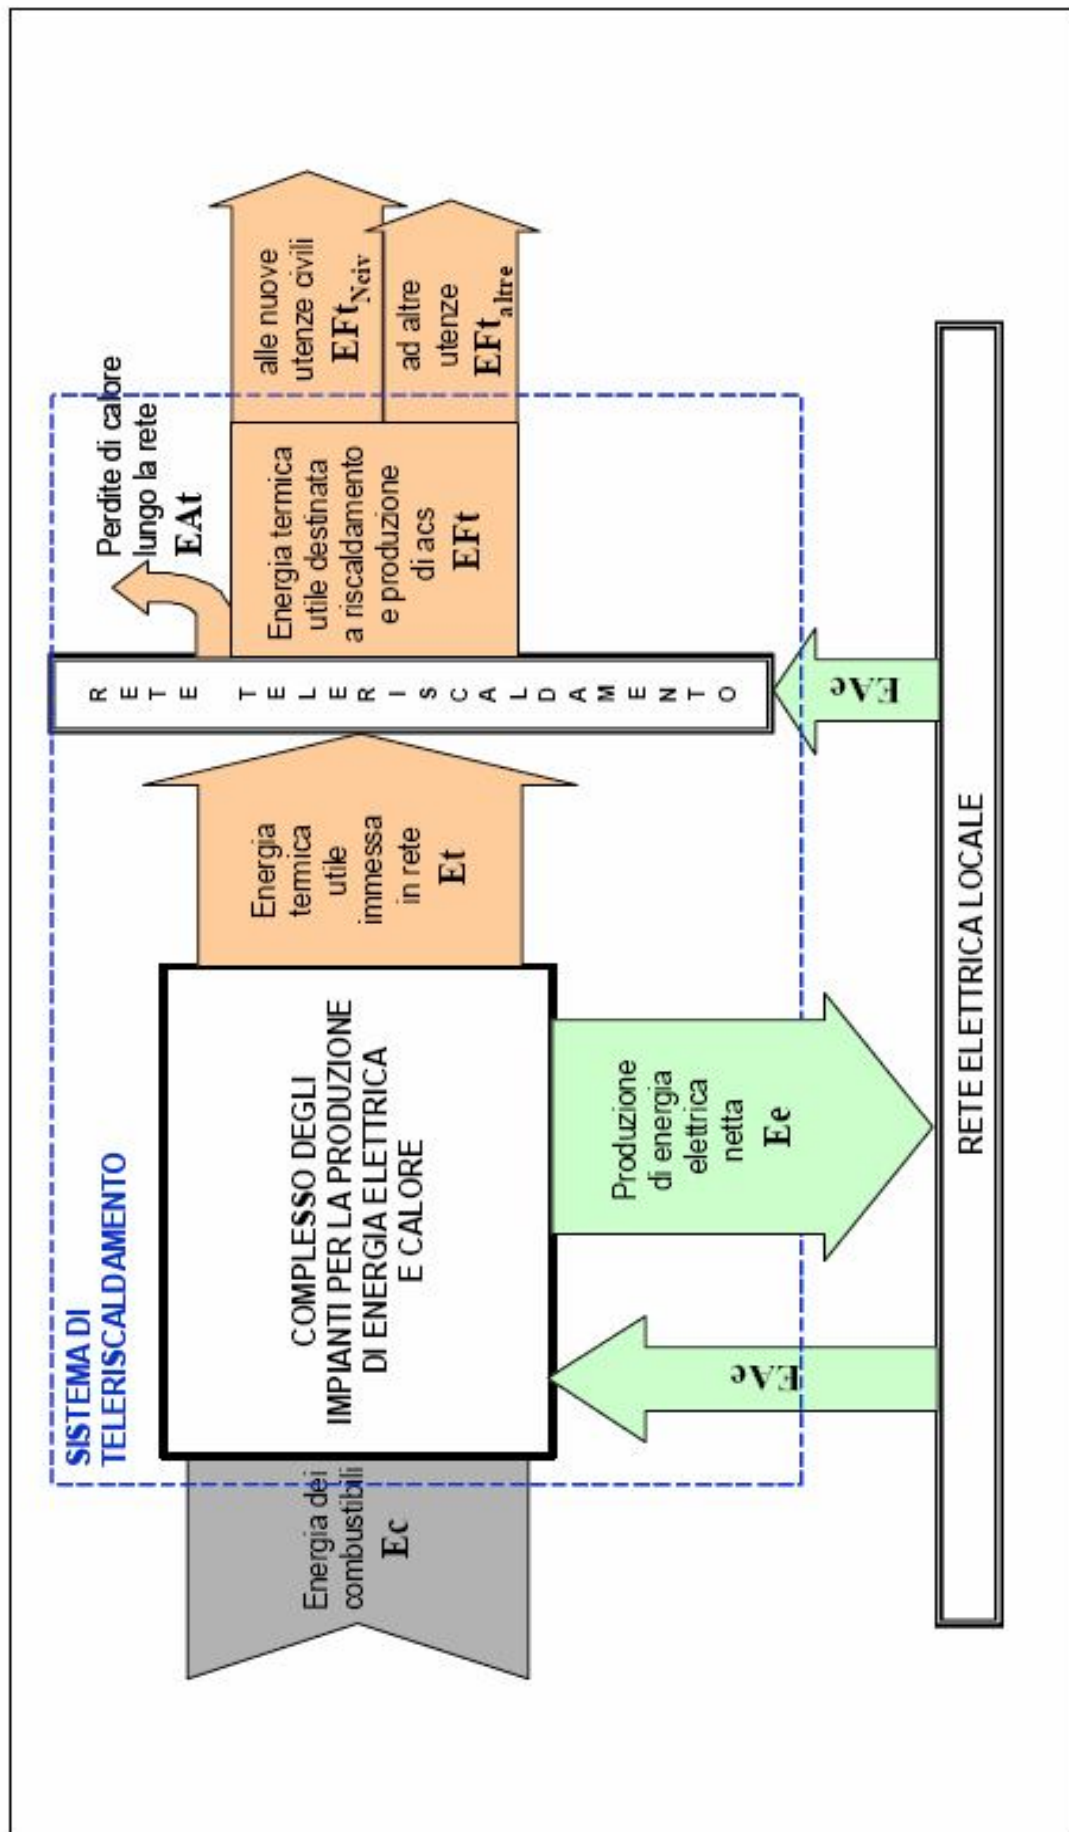 SISTEMA DI
TELERISCALDAMENTO
Energia dei
combustibili
Ec
COMPLESSO DEGLI
IMPIANTI PER LA PRODUZIONE
DI ENERGIA ELETTRICA
E CALORE
Energia
termica
utile
immessa
in rete
Et
RETE TELERISCALDAMENTO
Perdite di calore
lungo la rete
EAt
Energia termica
utile destinata
a riscaldamento
e produzione
di acs
EFt
alle nuove
utenze civili
EFtNciv
ad altre
utenze
EFtaltre
EAe
Produzione
di energia
elettrica
netta
Ee
EAe
RETE ELETTRICA LOCALE